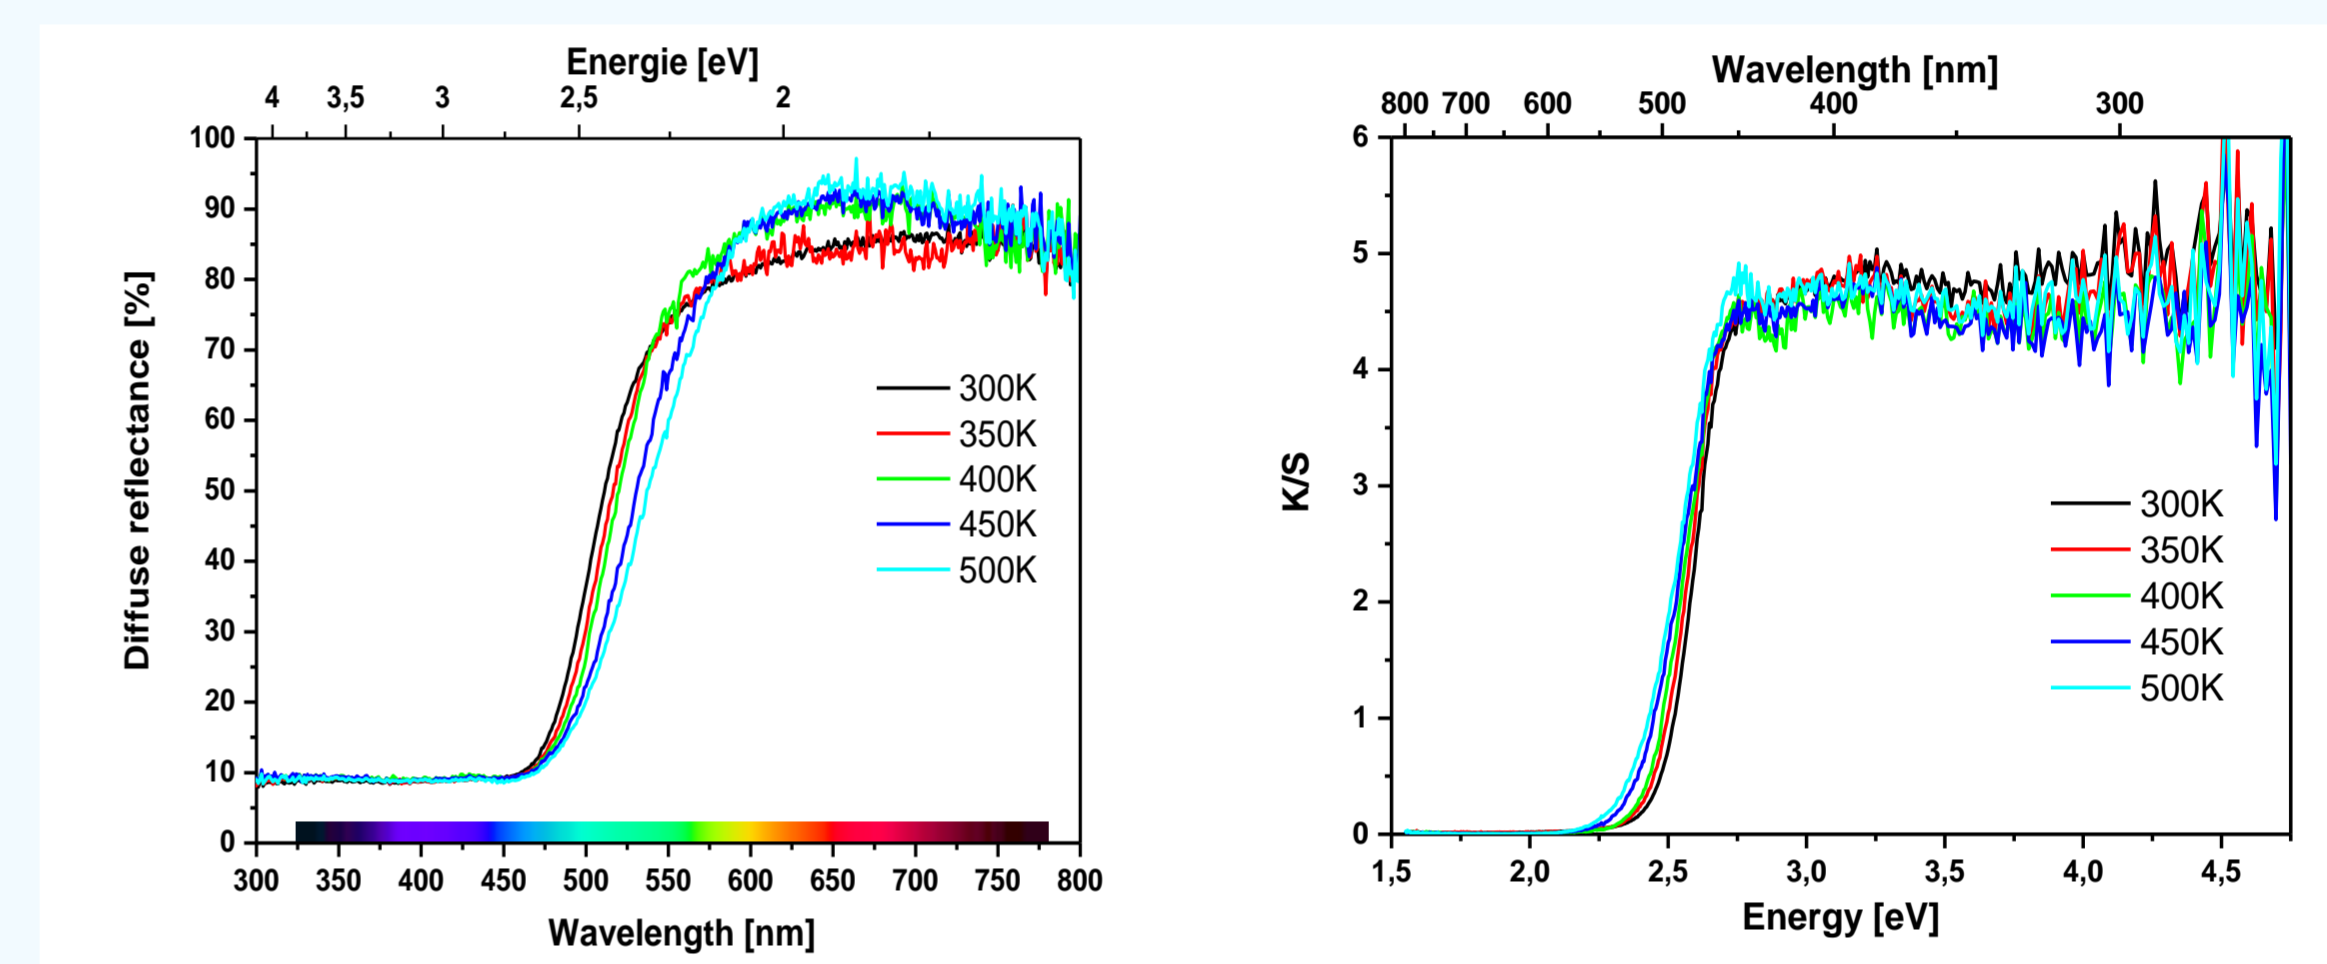 Energie [eV]
4 3,5 3 2,5 2
100
90
80
70
60
50
40
30
20
10
0
Diffuse reflectance [%]
300K
350K
400K
450K
500K
300 350 400 450 500 550 600 650 700 750 800
Wavelength [nm]
Wavelength [nm]
800 700 600 500 400 300
6
5
4
3
2
1
0
K/S
300K
350K
400K
450K
500K
1,5 2,0 2,5 3,0 3,5 4,0 4,5
Energy [eV]